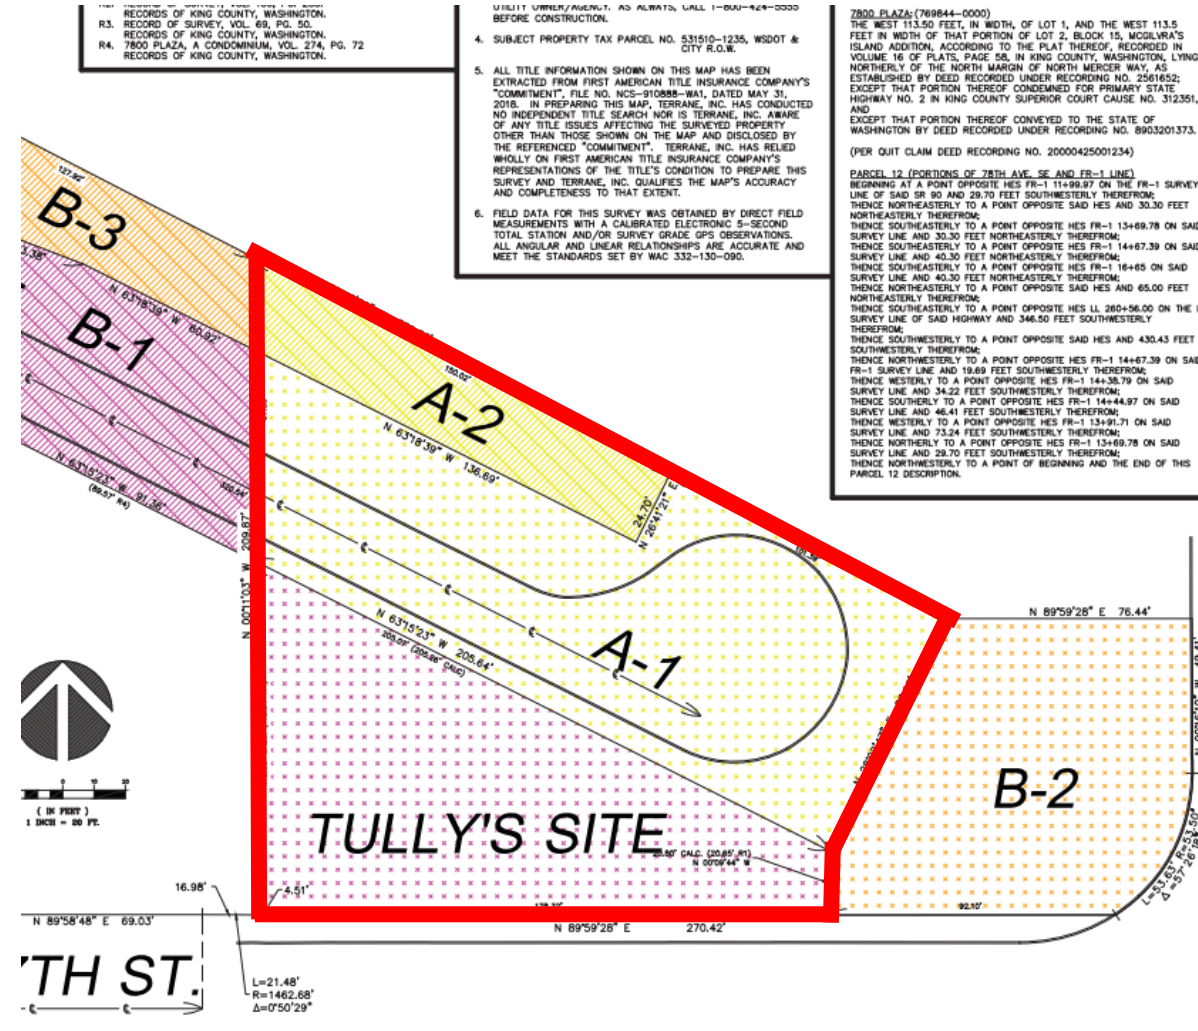 RECORDS OF KING COUNTY, WASHINGTON.
R3. RECORD OF SURVEY, VOL. 69, PG. 50.
RECORDS OF KING COUNTY, WASHINGTON.
R4. 7800 PLAZA, A CONDOMINIUM, VOL. 274, PG. 72
RECORDS OF KING COUNTY, WASHINGTON.
UTILITY OWNER/AGENCY. AS ALWAYS, CALL 1-800-424-5555
BEFORE CONSTRUCTION.
4. SUBJECT PROPERTY TAX PARCEL NO. 531510-1235, WSDOT &
CITY R.O.W.
5. ALL TITLE INFORMATION SHOWN ON THIS MAP HAS BEEN
EXTRACTED FROM FIRST AMERICAN TITLE INSURANCE COMPANY'S
"COMMITMENT", FILE NO. NCS-910888-WA1, DATED MAY 31,
2018. IN PREPARING THIS MAP, TERRANE, INC. HAS CONDUCTED
NO INDEPENDENT TITLE SEARCH NOR IS TERRANE, INC. AWARE
OF ANY TITLE ISSUES AFFECTING THE SURVEYED PROPERTY
OTHER THAN THOSE SHOWN ON THE MAP AND DISCLOSED BY
THE REFERENCED "COMMITMENT". TERRANE, INC. HAS RELIED
WHOLLY ON FIRST AMERICAN TITLE INSURANCE COMPANY'S
REPRESENTATIONS OF THE TITLE'S CONDITION TO PREPARE THIS
SURVEY AND TERRANE, INC. QUALIFIES THE MAP'S ACCURACY
AND COMPLETENESS TO THAT EXTENT.
6. FIELD DATA FOR THIS SURVEY WAS OBTAINED BY DIRECT FIELD
MEASUREMENTS WITH A CALIBRATED ELECTRONIC 5-SECOND
TOTAL STATION AND/OR SURVEY GRADE GPS OBSERVATIONS.
ALL ANGULAR AND LINEAR RELATIONSHIPS ARE ACCURATE AND
MEET THE STANDARDS SET BY WAC 332-130-090.
7800 PLAZA:(769844-0000)
THE WEST 113.50 FEET, IN WIDTH, OF LOT 1, AND THE WEST 113.5
FEET IN WIDTH OF THAT PORTION OF LOT 2, BLOCK 15, MCGILVRA'S
ISLAND ADDITION, ACCORDING TO THE PLAT THEREOF, RECORDED IN
VOLUME 16 OF PLATS, PAGE 58, IN KING COUNTY, WASHINGTON, LYING
NORTHERLY OF THE NORTH MARGIN OF NORTH MERCER WAY, AS
ESTABLISHED BY DEED RECORDED UNDER RECORDING NO. 2561652;
EXCEPT THAT PORTION THEREOF CONDEMNED FOR PRIMARY STATE
HIGHWAY NO. 2 IN KING COUNTY SUPERIOR COURT CAUSE NO. 312351,
AND
EXCEPT THAT PORTION THEREOF CONVEYED TO THE STATE OF
WASHINGTON BY DEED RECORDED UNDER RECORDING NO. 8903201373.
(PER QUIT CLAIM DEED RECORDING NO. 20000425001234)
PARCEL 12 (PORTIONS OF 78TH AVE. SE AND FR-1 LINE)
BEGINNING AT A POINT OPPOSITE HES FR-1 11+99.97 ON THE FR-1 SURVEY
LINE OF SAID SR 90 AND 29.70 FEET SOUTHWESTERLY THEREFROM;
THENCE NORTHEASTERLY TO A POINT OPPOSITE SAID HES AND 30.30 FEET
NORTHEASTERLY THEREFROM;
THENCE SOUTHEASTERLY TO A POINT OPPOSITE HES FR-1 13+69.78 ON SAID
SURVEY LINE AND 30.30 FEET NORTHEASTERLY THEREFROM;
THENCE SOUTHEASTERLY TO A POINT OPPOSITE HES FR-1 14+67.39 ON SAID
SURVEY LINE AND 40.30 FEET NORTHEASTERLY THEREFROM;
THENCE SOUTHEASTERLY TO A POINT OPPOSITE HES FR-1 16+65 ON SAID
SURVEY LINE AND 40.30 FEET NORTHEASTERLY THEREFROM;
THENCE NORTHEASTERLY TO A POINT OPPOSITE SAID HES AND 65.00 FEET
NORTHEASTERLY THEREFROM;
THENCE SOUTHEASTERLY TO A POINT OPPOSITE HES LL 260+56.00 ON THE
SURVEY LINE OF SAID HIGHWAY AND 346.50 FEET SOUTHWESTERLY
THEREFROM;
THENCE SOUTHWESTERLY TO A POINT OPPOSITE SAID HES AND 430.43 FEET
SOUTHWESTERLY THEREFROM;
THENCE NORTHWESTERLY TO A POINT OPPOSITE HES FR-1 14+67.39 ON SAID
FR-1 SURVEY LINE AND 19.69 FEET SOUTHWESTERLY THEREFROM;
THENCE WESTERLY TO A POINT OPPOSITE HES FR-1 14+38.79 ON SAID
SURVEY LINE AND 34.22 FEET SOUTHWESTERLY THEREFROM;
THENCE SOUTHERLY TO A POINT OPPOSITE HES FR-1 14+44.97 ON SAID
SURVEY LINE AND 46.41 FEET SOUTHWESTERLY THEREFROM;
THENCE WESTERLY TO A POINT OPPOSITE HES FR-1 13+91.71 ON SAID
SURVEY LINE AND 73.24 FEET SOUTHWESTERLY THEREFROM;
THENCE NORTHERLY TO A POINT OPPOSITE HES FR-1 13+69.78 ON SAID
SURVEY LINE AND 29.70 FEET SOUTHWESTERLY THEREFROM;
THENCE NORTHWESTERLY TO A POINT OF BEGINNING AND THE END OF THIS
PARCEL 12 DESCRIPTION.
127.92'
B-3
N 63°18'39" W 60.92'
B-1
150.02'
A-2
N 63°18'39" W 136.69'
24.70'
N 26°41'21" E
N 63°15'23" W 91.36'
(89.57' R4)
N 00°11'03" W 209.87'
N 63°15'23" W 205.64'
A-1
N 89°59'28" E 76.44'
B-2
( IN FEET )
1 INCH = 20 FT.
TULLY'S SITE
CALC. (20.65' R1)
N 00°09'44" W
16.98'
4.51'
92.10'
N 89°58'48" E 69.03'
N 89°59'28" E 270.42'
L=53.63' R=53.50'
TH ST.
L=21.48'
R=1462.68'
Δ=0°50'29"